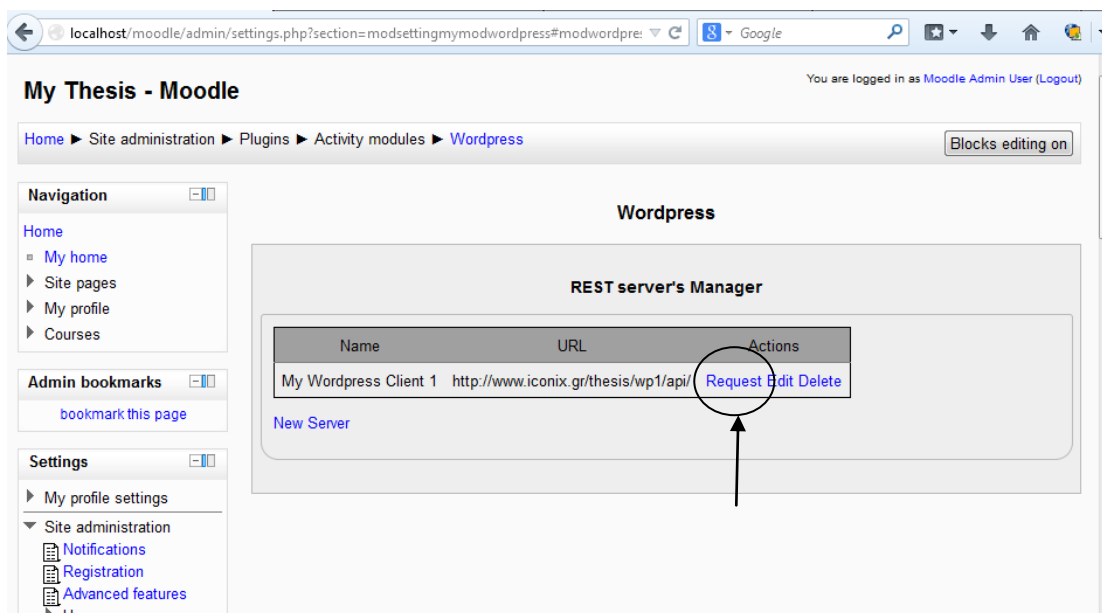 localhost/moodle/admin/settings.php?section=modsettingmymodwordpress#modwordpre:
Google
My Thesis - Moodle
You are logged in as Moodle Admin User (Logout)
Home ► Site administration ► Plugins ► Activity modules ► Wordpress
Blocks editing on
Navigation
Home
My home
Site pages
My profile
Courses
Admin bookmarks
bookmark this page
Settings
My profile settings
Site administration
Notifications
Registration
Advanced features
Wordpress
REST server's Manager
Name URL Actions
My Wordpress Client 1 http://www.iconix.gr/thesis/wp1/api/ Request Edit Delete
New Server